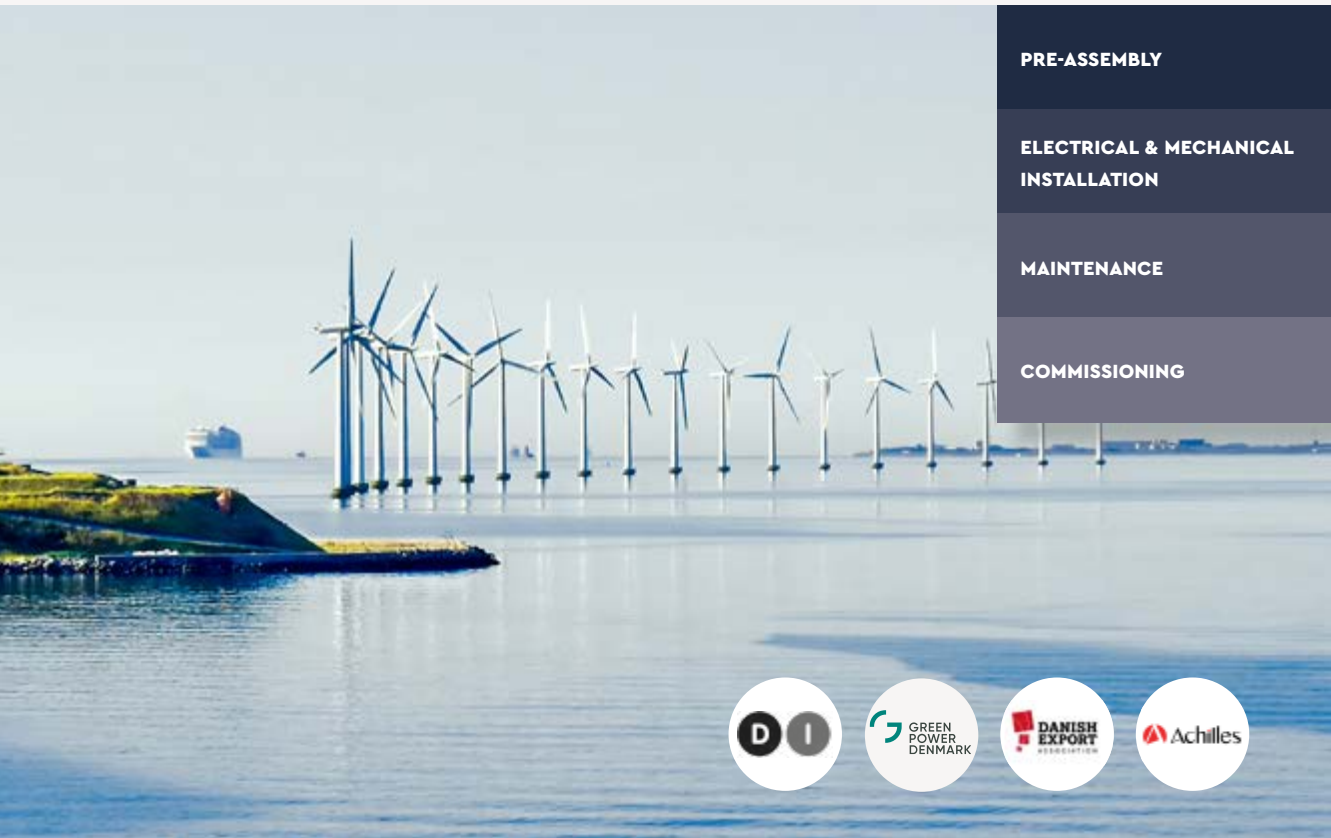 PRE-ASSEMBLY
ELECTRICAL & MECHANICAL
INSTALLATION
MAINTENANCE
COMMISSIONING
D I
GREEN
POWER
DENMARK
DANISH
EXPORT
ASSOCIATION
Achilles